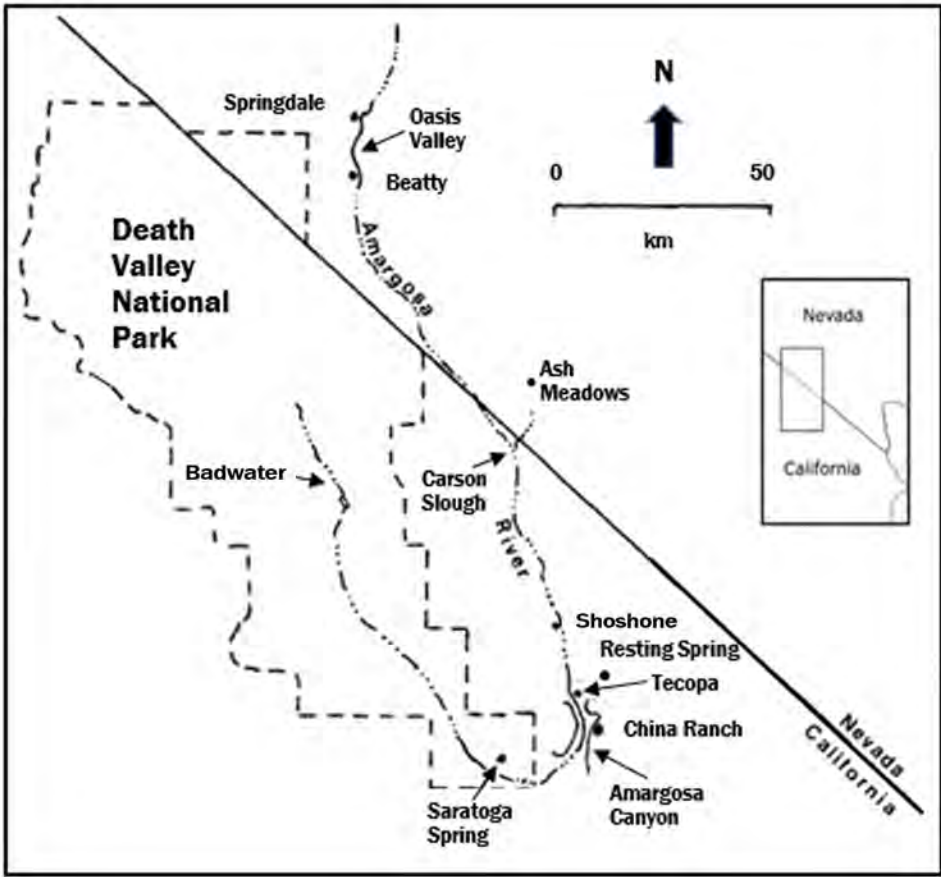 N
0 50
km
Springdale
Oasis
Valley
Beatty
Amargosa
Death
Valley
National
Park
Ash
Meadows
Nevada
California
Badwater
Carson
Slough
River
Shoshone
Resting Spring
Tecopa
China Ranch
Amargosa
Canyon
Saratoga
Spring
Nevada
California